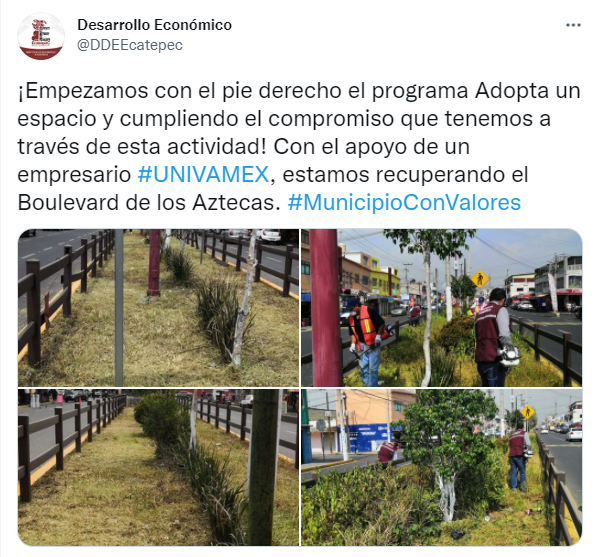 Desarrollo Económico
@DDEEcatepec
¡Empezamos con el pie derecho el programa Adopta un
espacio y cumpliendo el compromiso que tenemos a
través de esta actividad! Con el apoyo de un
empresario #UNIVAMEX, estamos recuperando el
Boulevard de los Aztecas. #MunicipioConValores